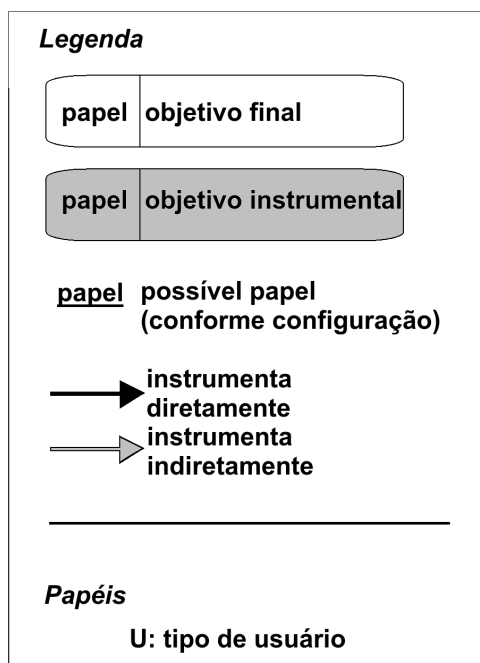 Legenda
papel objetivo final
papel objetivo instrumental
papel possível papel
(conforme configuração)
instrumenta
diretamente
instrumenta
indiretamente
Papéis
U: tipo de usuário